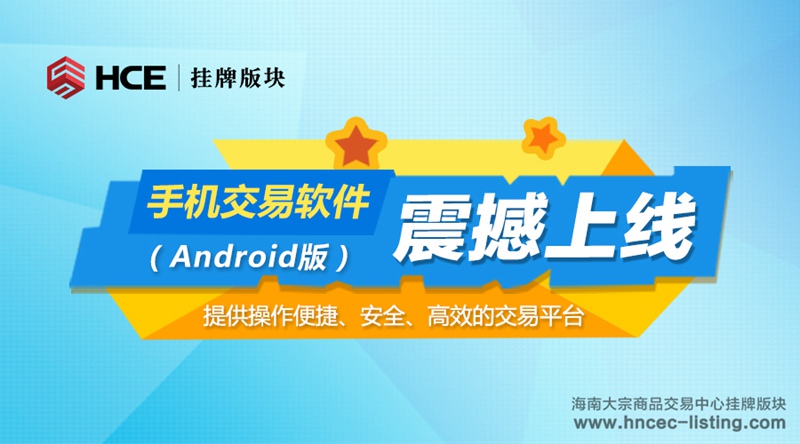 HCE 挂牌版块
手机交易软件
（Android版）
震撼上线
提供操作便捷、安全、高效的交易平台
海南大宗商品交易中心挂牌版块
www.hncec-listing.com